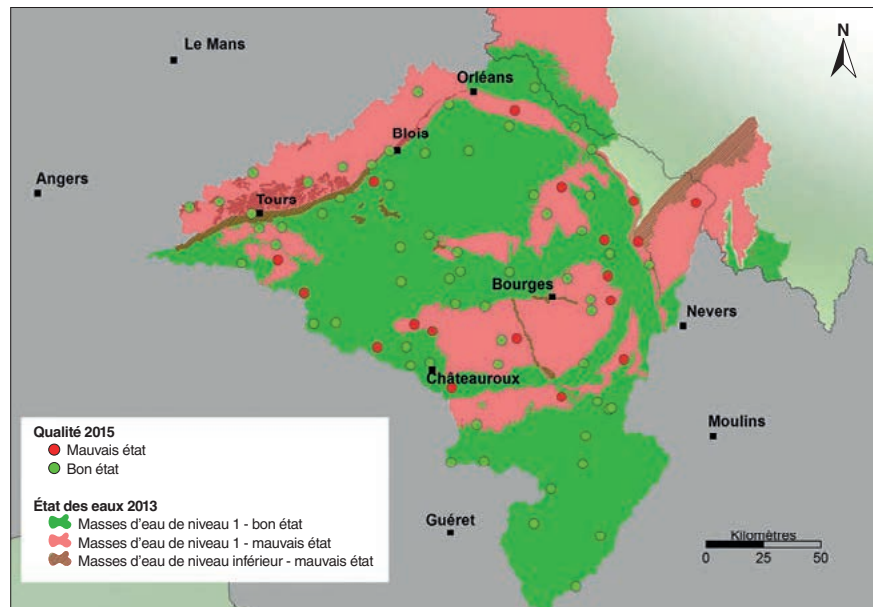 Le Mans
N
Orléans
Blois
Angers
Tours
Bourges
Nevers
Châteauroux
Moulins
Guéret
Qualité 2015
Mauvais état
Bon état
État des eaux 2013
Masses d'eau de niveau 1 - bon état
Masses d'eau de niveau 1 - mauvais état
Masses d'eau de niveau inférieur - mauvais état
Kilomètres
0 25 50